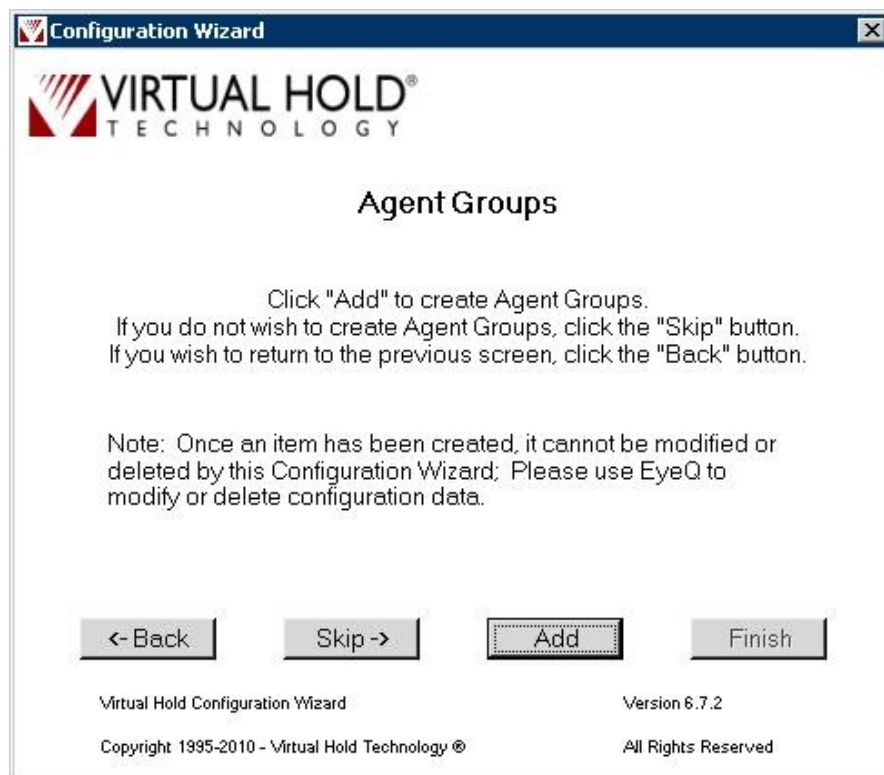 Configuration Wizard
VIRTUAL HOLD®
TECHNOLOGY
Agent Groups
Click "Add" to create Agent Groups.
If you do not wish to create Agent Groups, click the "Skip" button.
If you wish to return to the previous screen, click the "Back" button.
Note: Once an item has been created, it cannot be modified or
deleted by this Configuration Wizard; Please use EyeQ to
modify or delete configuration data.
<- Back Skip -> Add Finish
Virtual Hold Configuration Wizard Version 6.7.2
Copyright 1995-2010 - Virtual Hold Technology ® All Rights Reserved